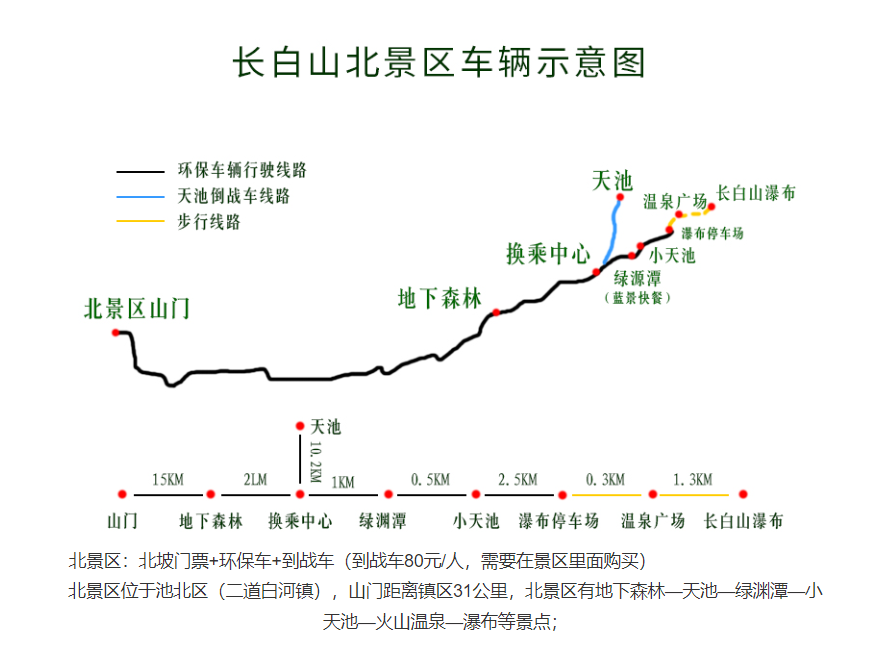 长白山北景区车辆示意图
环保车辆行驶线路
天池倒战车线路
步行线路
天池
温泉广场
长白山瀑布
瀑布停车场
换乘中心
小天池
绿源潭
（蓝景快餐）
地下森林
北景区山门
天池
10.2KM
15KM 2LM 1KM 0.5KM 2.5KM 0.3KM 1.3KM
山门 地下森林 换乘中心 绿渊潭 小天池 瀑布停车场 温泉广场 长白山瀑布
北景区：北坡门票+环保车+到战车（到战车80元/人，需要在景区里面购买）
北景区位于池北区（二道白河镇），山门距离镇区31公里，北景区有地下森林—天池—绿渊潭—小
天池—火山温泉—瀑布等景点；